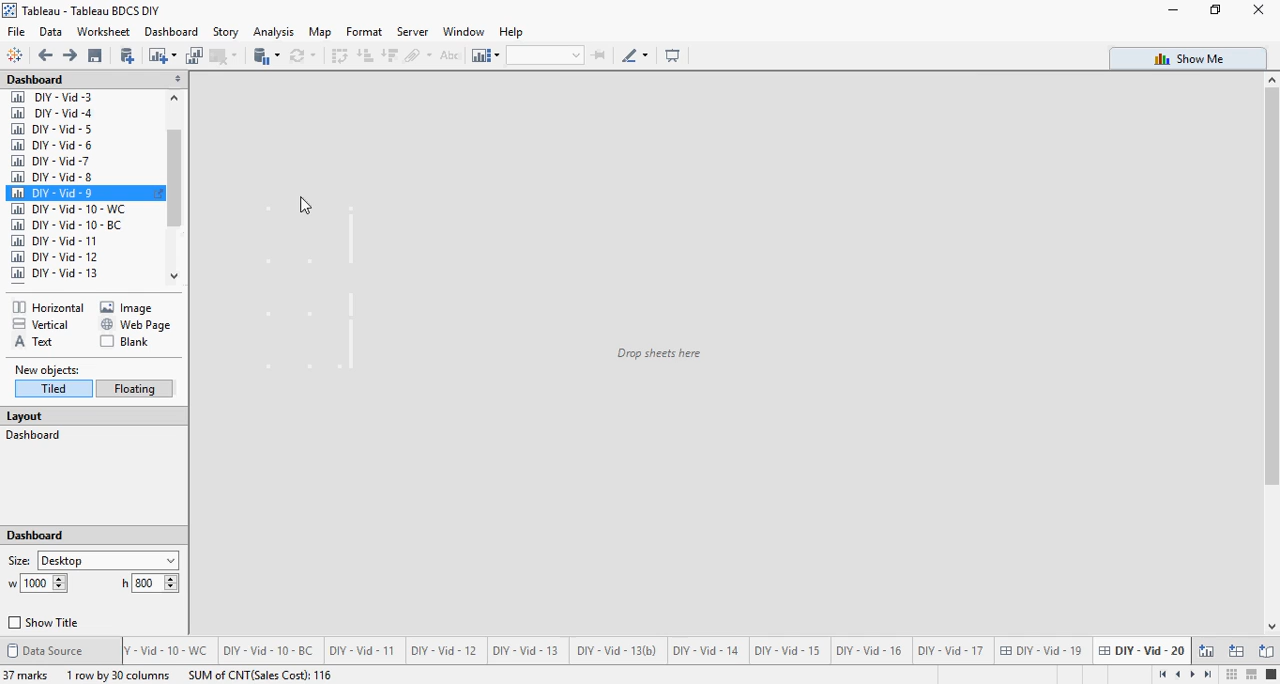 Tableau - Tableau BDCS DIY
File Data Worksheet Dashboard Story Analysis Map Format Server Window Help
Abc
Show Me
Dashboard
DIY - Vid -3
DIY - Vid -4
DIY - Vid - 5
DIY - Vid - 6
DIY - Vid -7
DIY - Vid - 8
DIY - Vid - 9
DIY - Vid - 10 - WC
DIY - Vid - 10 - BC
DIY - Vid - 11
DIY - Vid - 12
DIY - Vid - 13
Horizontal Image
Vertical Web Page
A Text Blank
New objects:
Tiled Floating
Layout
Dashboard
Drop sheets here
Dashboard
Size: Desktop
w 1000 h 800
Show Title
Data Source Y - Vid - 10 - WC DIY - Vid - 10 - BC DIY - Vid - 11 DIY - Vid - 12 DIY - Vid - 13 DIY - Vid - 13(b) DIY - Vid - 14 DIY - Vid - 15 DIY - Vid - 16 DIY - Vid - 17 DIY - Vid - 19 DIY - Vid - 20
37 marks 1 row by 30 columns SUM of CNT(Sales Cost): 116